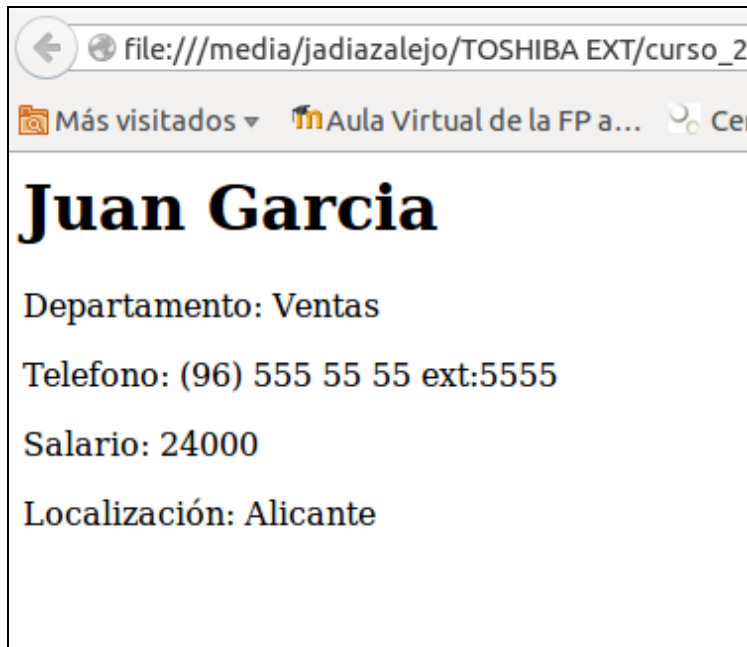 file:///media/jadiazalejo/TOSHIBA EXT/curso_2
Más visitados Aula Virtual de la FP a... Cer
Juan Garcia
Departamento: Ventas
Telefono: (96) 555 55 55 ext:5555
Salario: 24000
Localización: Alicante